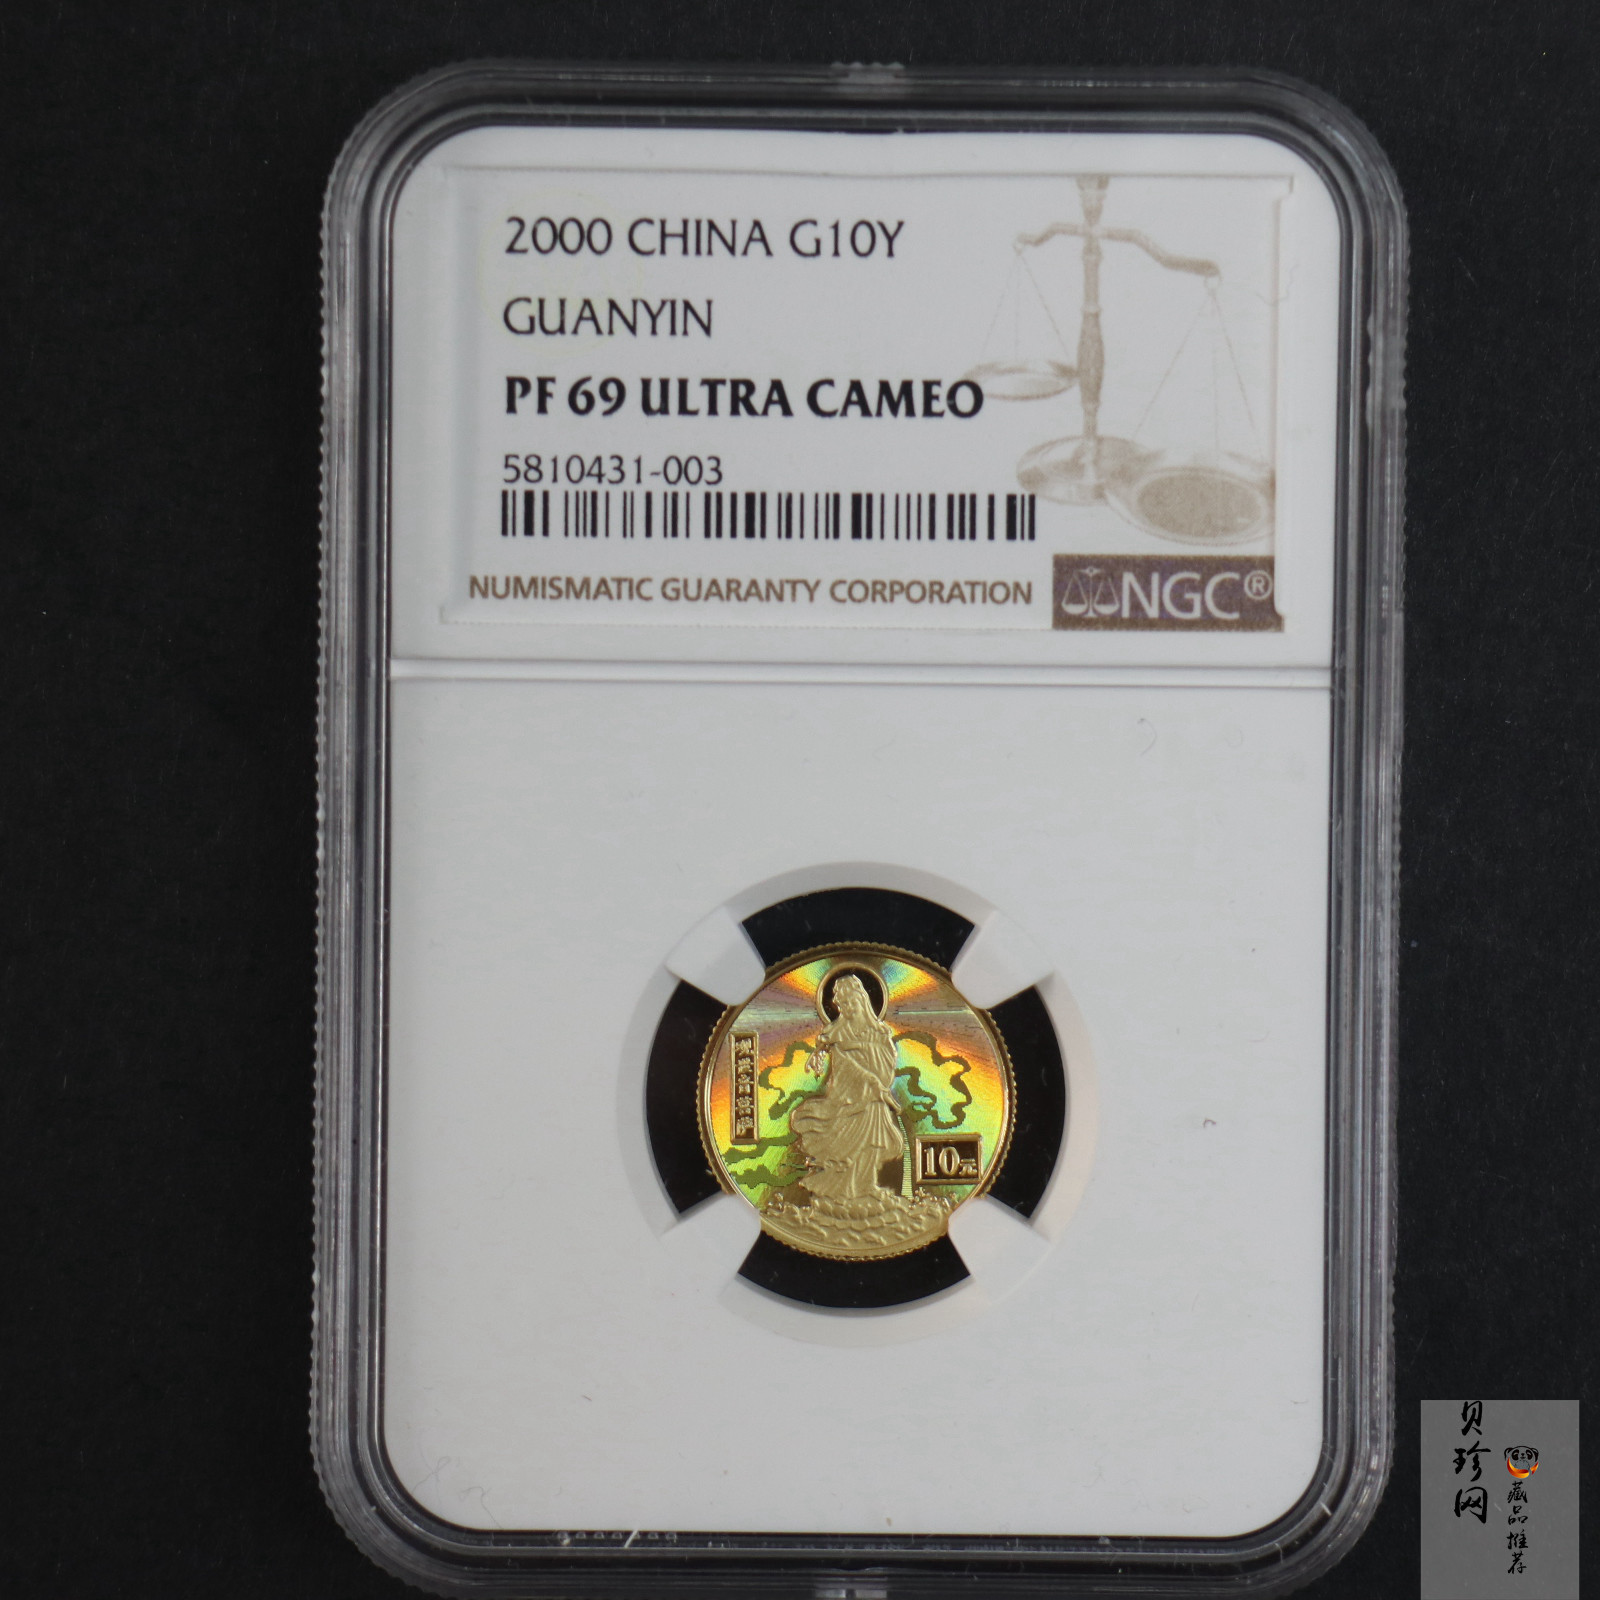 2000 CHINA G10Y
GUANYIN
PF 69 ULTRA CAMEO
5810431-003
NUMISMATIC GUARANTY CORPORATION
NGC®
10元
贝珍网
藏品推荐